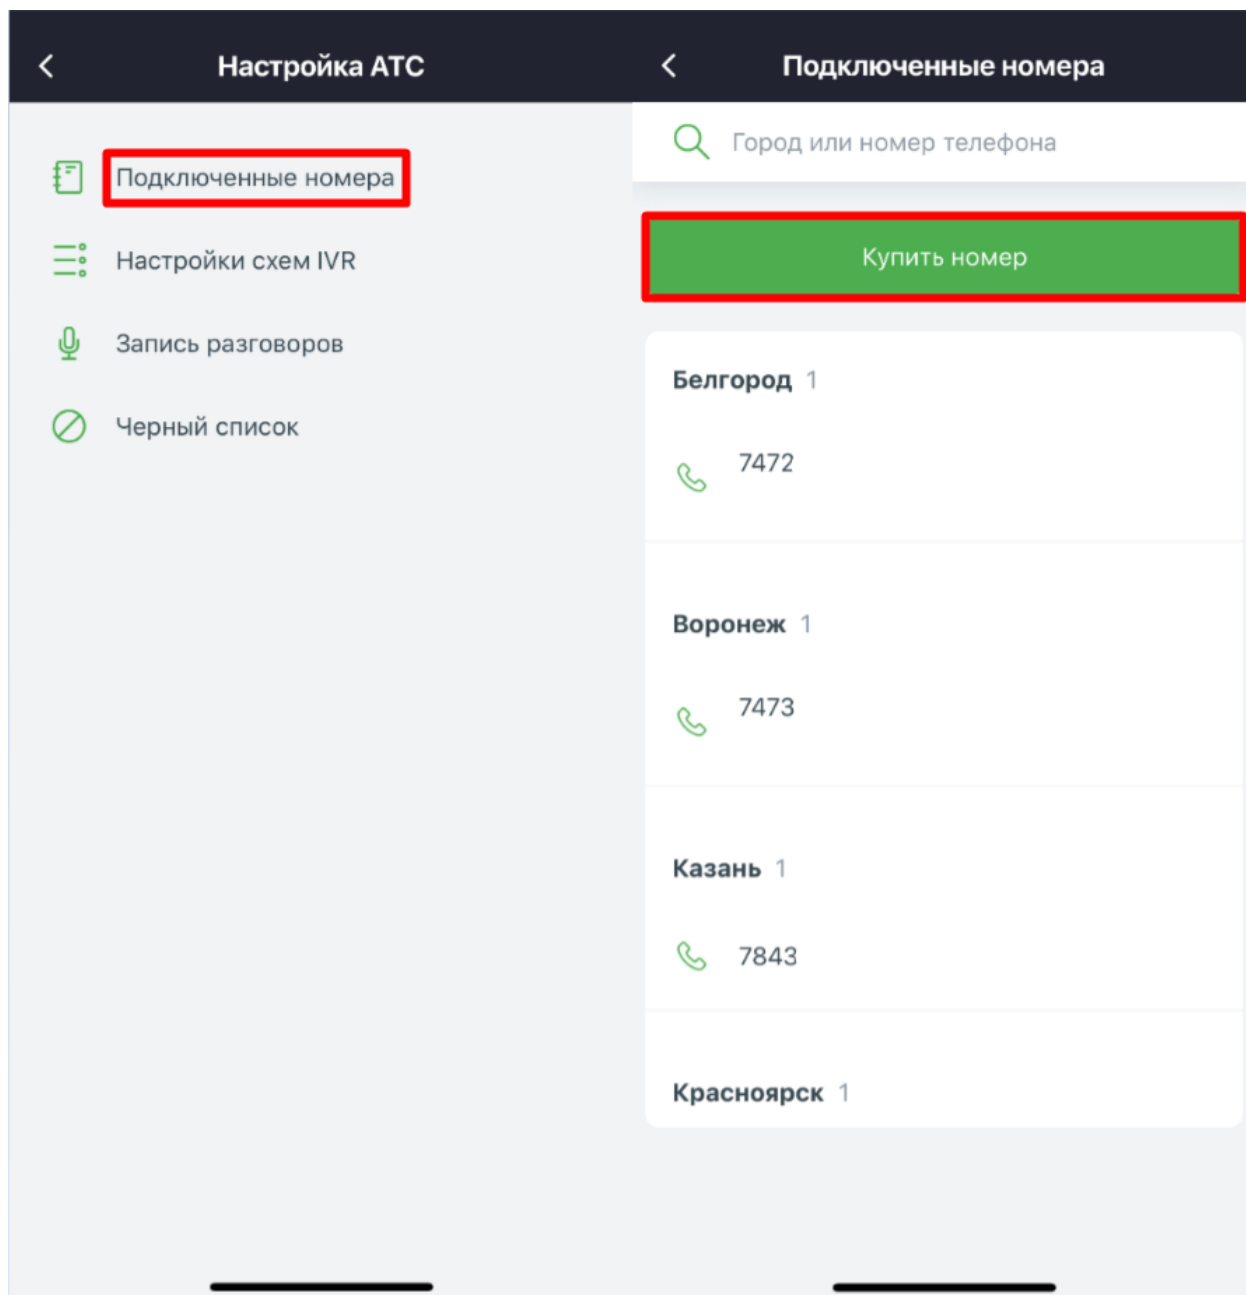 Настройка АТС
Подключенные номера
Настройки схем IVR
Запись разговоров
Черный список
Подключенные номера
Город или номер телефона
Купить номер
Белгород 1
7472
Воронеж 1
7473
Казань 1
7843
Красноярск 1